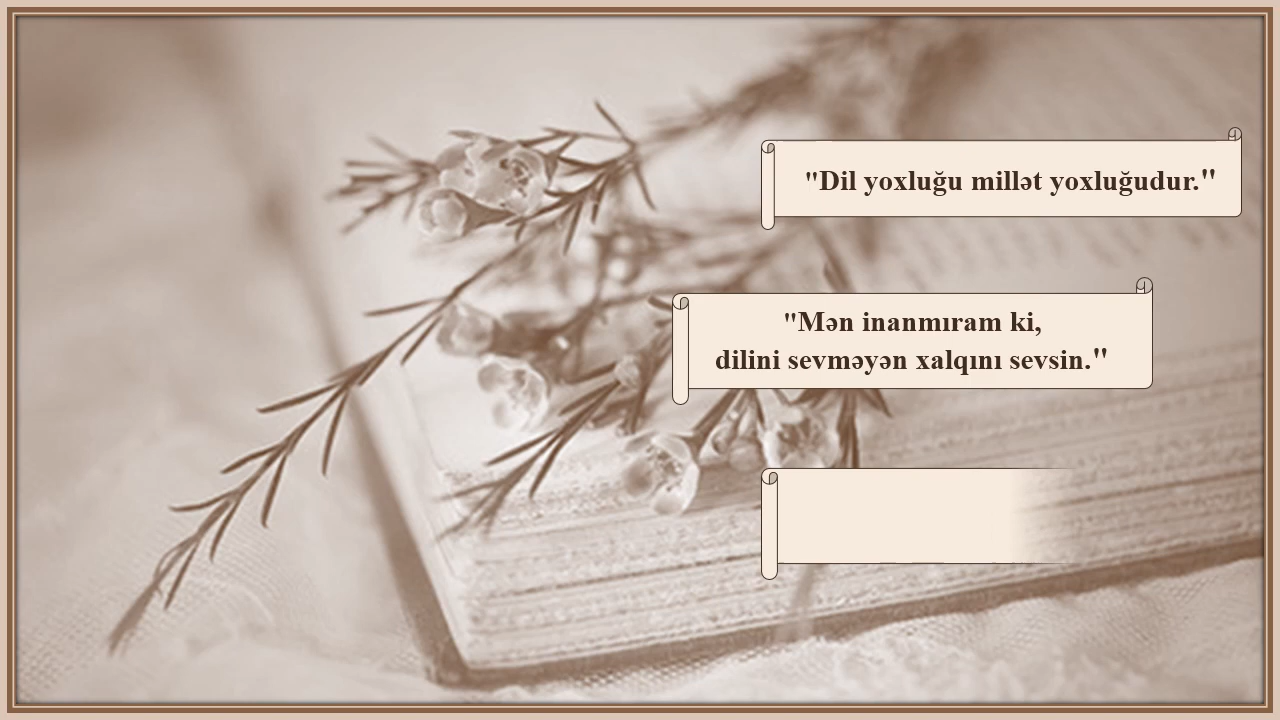 "Dil yoxluğu millət yoxluğudur."
"Mən inanmıram ki,
dilini sevməyən xalqını sevsin."